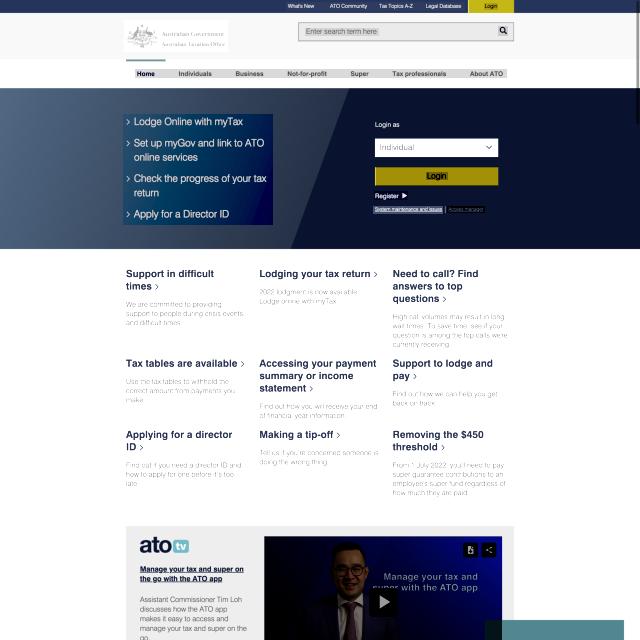 What's New ATO Community Tax Topics A-Z Legal Database Login
Australian Government
Australian Taxation Office
Enter search term here
Home Individuals Business Not-for-profit Super Tax professionals About ATO
Lodge Online with myTax
Set up myGov and link to ATO
online services
Check the progress of your tax
return
Apply for a Director ID
Login as
Individual
Login
Register
System maintenance and issues | Access manager
Support in difficult
times
We are committed to providing
support to people during crisis events
and difficult times.
Lodging your tax return
2022 lodgment is now available.
Lodge online with myTax.
Need to call? Find
answers to top
questions
High call volumes may result in long
wait times. To save time, see if your
question is among the top calls we're
currently receiving.
Tax tables are available
Use the tax tables to withhold the
correct amount from payments you
make.
Accessing your payment
summary or income
statement
Find out how you will receive your end
of financial year information.
Support to lodge and
pay
Find out how we can help you get
back on track.
Applying for a director
ID
Find out if you need a director ID and
how to apply for one before it's too
late.
Making a tip-off
Tell us if you're concerned someone is
doing the wrong thing.
Removing the $450
threshold
From 1 July 2022, you'll need to pay
super guarantee contributions to an
employee's super fund regardless of
how much they are paid.
ato tv
Manage your tax and super on
the go with the ATO app
Assistant Commissioner Tim Loh
discusses how the ATO app
makes it easy to access and
manage your tax and super on the
go.
Manage your tax and
super with the ATO app